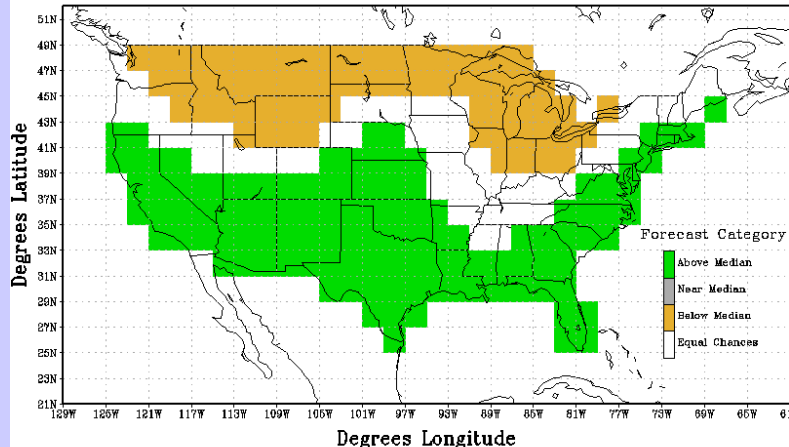 51N
49N
47N
45N
43N
41N
39N
37N
35N
33N
31N
29N
27N
25N
23N
21N
Degrees Latitude
Forecast Category
Above Median
Near Median
Below Median
Equal Chances
129W 125W 121W 117W 113W 109W 105W 101W 97W 93W 89W 85W 81W 77W 73W 69W 65W
Degrees Longitude